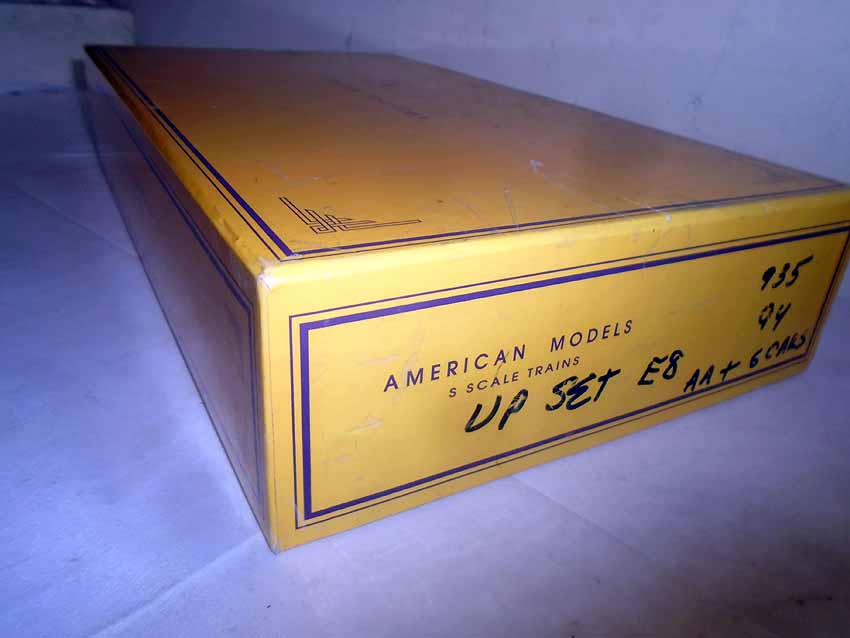 AMERICAN MODELS
S SCALE TRAINS
935
94
UP SET E8 AA + 6 CARS